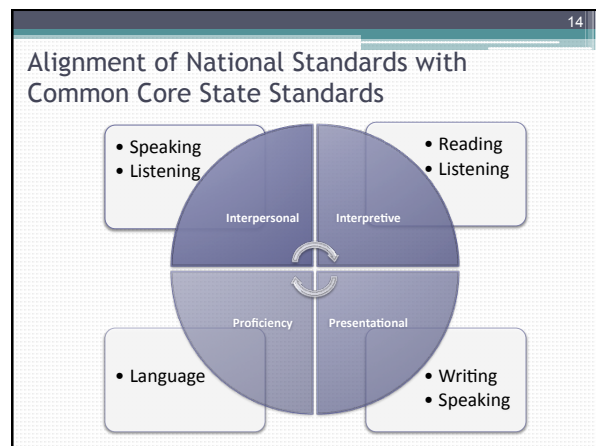 14
Alignment of National Standards with
Common Core State Standards
• Speaking
• Listening
• Reading
• Listening
Interpersonal
Interpretive
Proficiency
Presentational
• Language
• Writing
• Speaking